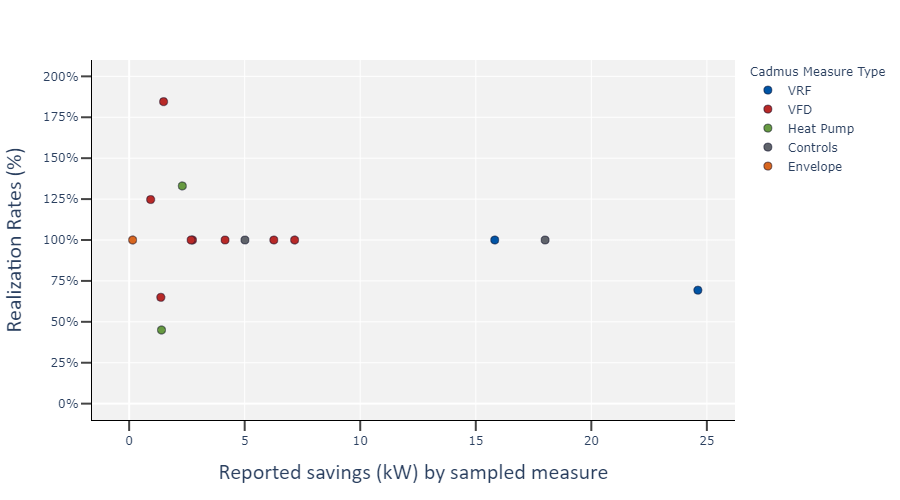 Cadmus Measure Type
VRF
VFD
Heat Pump
Controls
Envelope
Realization Rates (%)
200%
175%
150%
125%
100%
75%
50%
25%
0%
0 5 10 15 20 25
Reported savings (kW) by sampled measure